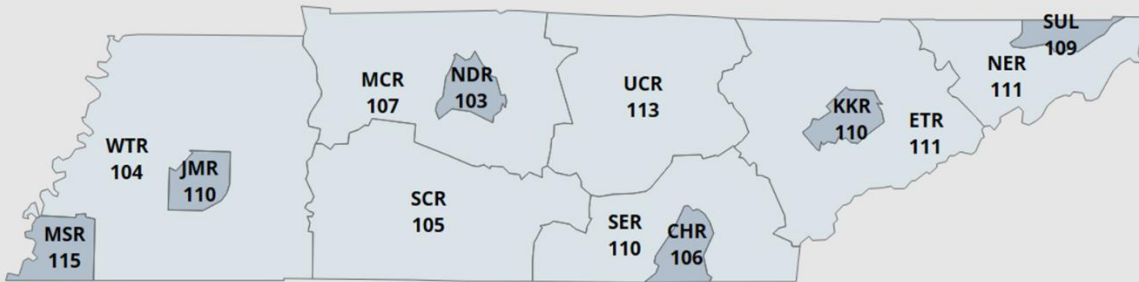 SUL
109
NER
111
NDR
103
MCR
107
UCR
113
KKR
110
ETR
111
WTR
104
JMR
110
SCR
105
SER
110
CHR
106
MSR
115